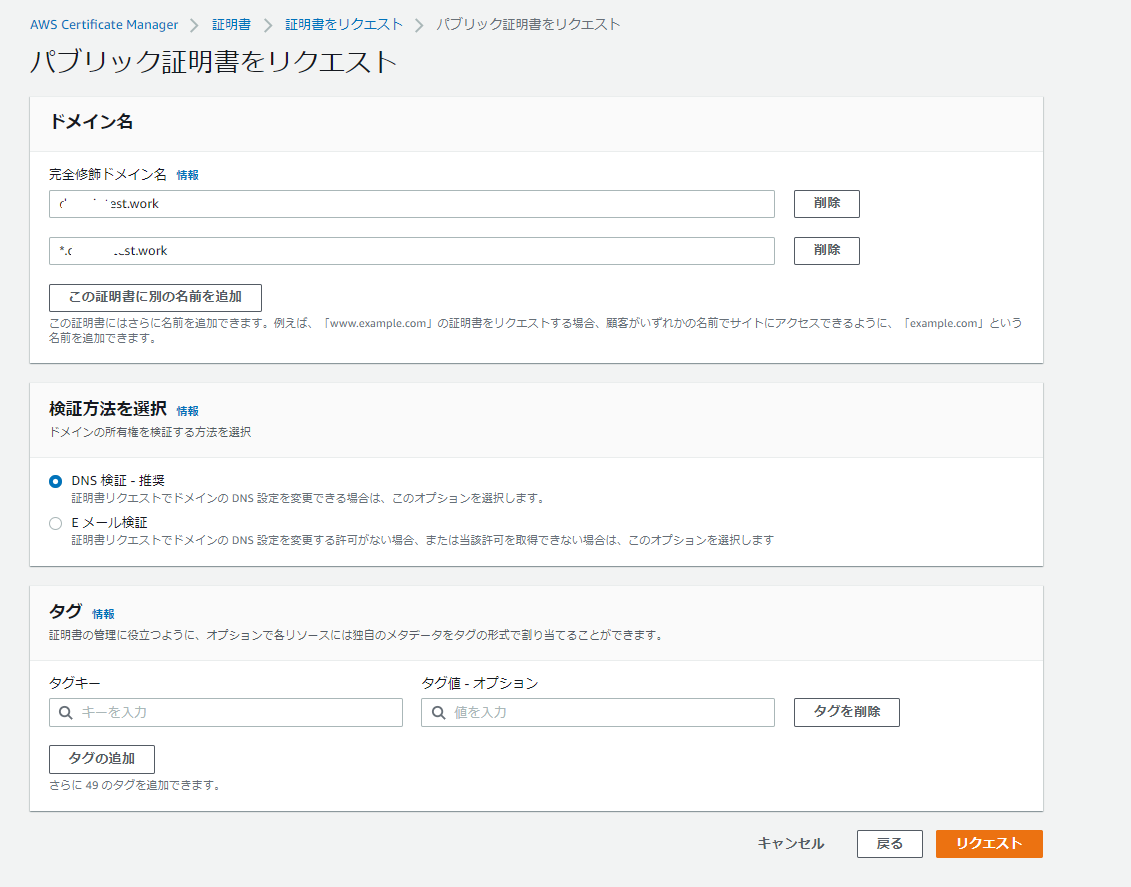 AWS Certificate Manager > 証明書 > 証明書をリクエスト > パブリック証明書をリクエスト
パブリック証明書をリクエスト
ドメイン名
完全修飾ドメイン名 情報
est.work 削除
st.work 削除
この証明書に別の名前を追加
この証明書にはさらに名前を追加できます。例えば、「www.example.com」の証明書をリクエストする場合、顧客がいずれかの名前でサイトにアクセスできるように、「example.com」という
名前を追加できます。
検証方法を選択 情報
ドメインの所有権を検証する方法を選択
DNS 検証 - 推奨
証明書リクエストでドメインの DNS 設定を変更できる場合は、このオプションを選択します。
E メール検証
証明書リクエストでドメインの DNS 設定を変更する許可がない場合、または当該許可を取得できない場合は、このオプションを選択します
タグ 情報
証明書の管理に役立つように、オプションで各リソースには独自のメタデータをタグの形式で割り当てることができます。
タグキー タグ値 - オプション
キーを入力 値を入力 タグを削除
タグの追加
さらに 49 のタグを追加できます。
キャンセル 戻る リクエスト